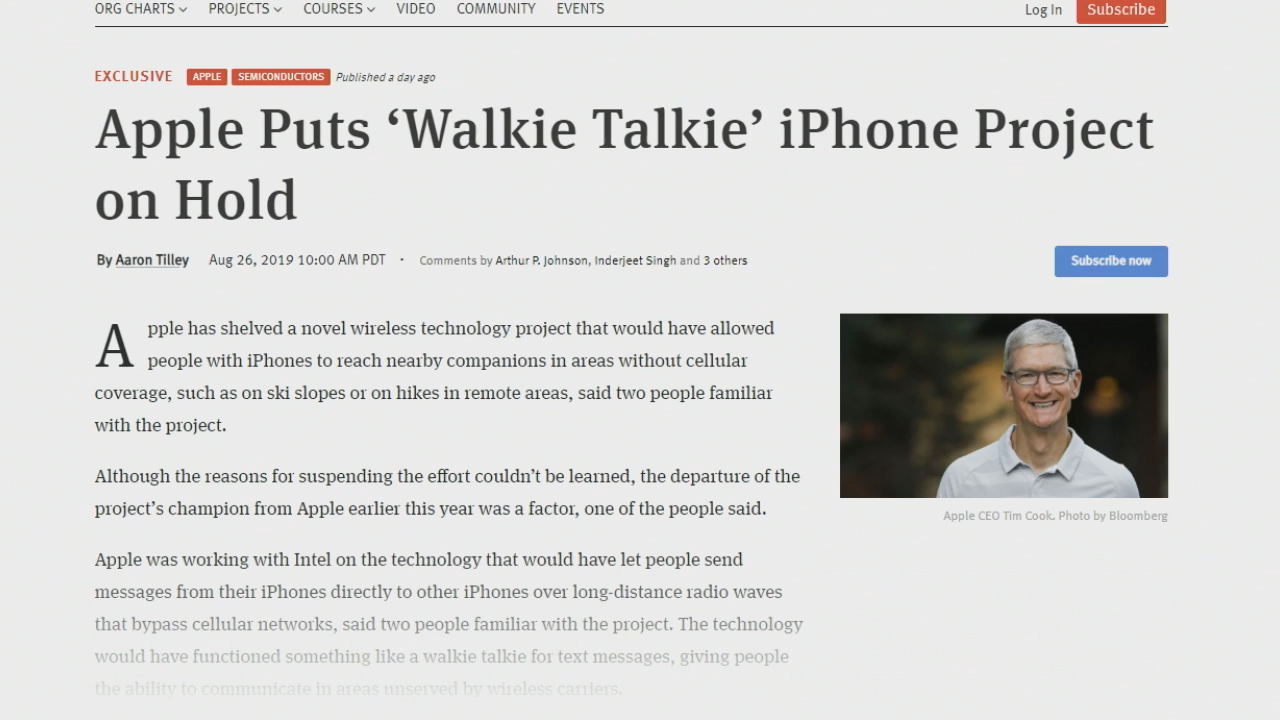 ORG CHARTS PROJECTS COURSES VIDEO COMMUNITY EVENTS Log In Subscribe
EXCLUSIVE APPLE SEMICONDUCTORS Published a day ago
Apple Puts ‘Walkie Talkie’ iPhone Project
on Hold
By Aaron Tilley Aug 26, 2019 10:00 AM PDT · Comments by Arthur P. Johnson, Inderjeet Singh and 3 others
Subscribe now
Apple has shelved a novel wireless technology project that would have allowed
people with iPhones to reach nearby companions in areas without cellular
coverage, such as on ski slopes or on hikes in remote areas, said two people familiar
with the project.
Although the reasons for suspending the effort couldn’t be learned, the departure of the
project’s champion from Apple earlier this year was a factor, one of the people said.
Apple was working with Intel on the technology that would have let people send
messages from their iPhones directly to other iPhones over long-distance radio waves
that bypass cellular networks, said two people familiar with the project. The technology
would have functioned something like a walkie talkie for text messages, giving people
the ability to communicate in areas unserved by wireless carriers.
Apple CEO Tim Cook. Photo by Bloomberg